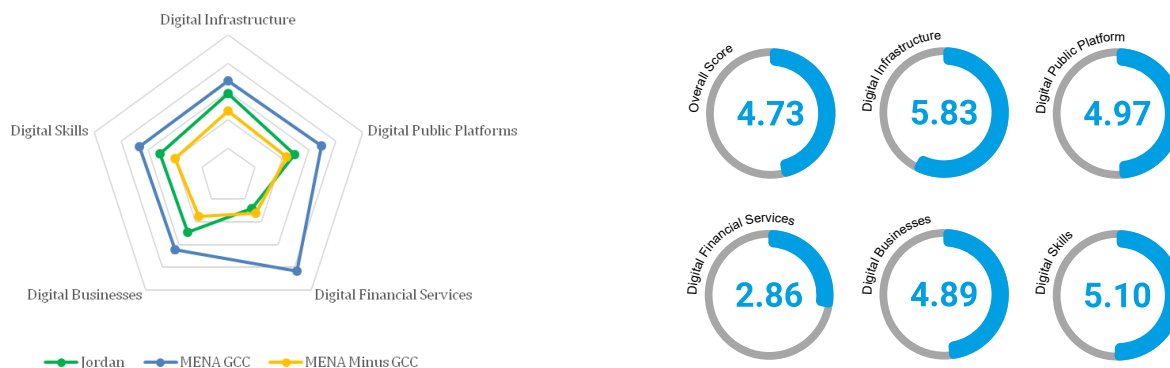 Digital Infrastructure
Digital Skills
Digital Public Platforms
Digital Businesses
Digital Financial Services
Jordan
MENA GCC
MENA Minus GCC
Overall Score
4.73
Digital Infrastructure
5.83
Digital Public Platform
4.97
Digital Financial Services
2.86
Digital Businesses
4.89
Digital Skills
5.10